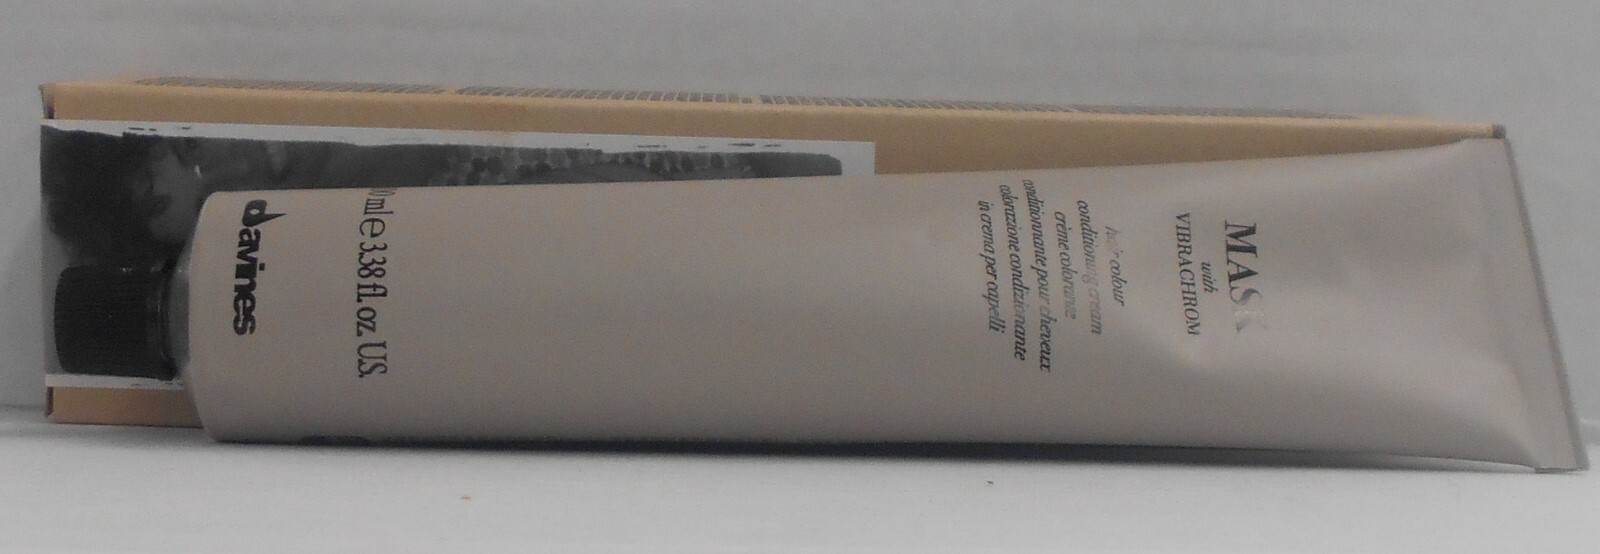 MASK
with
VIBRACHROM
hair colour
conditioning cream
crème colorante
conditionnante pour cheveux
colorazione condizionante
in crema per capelli
0 ml e 3.38 fl. oz. U.S.
davines